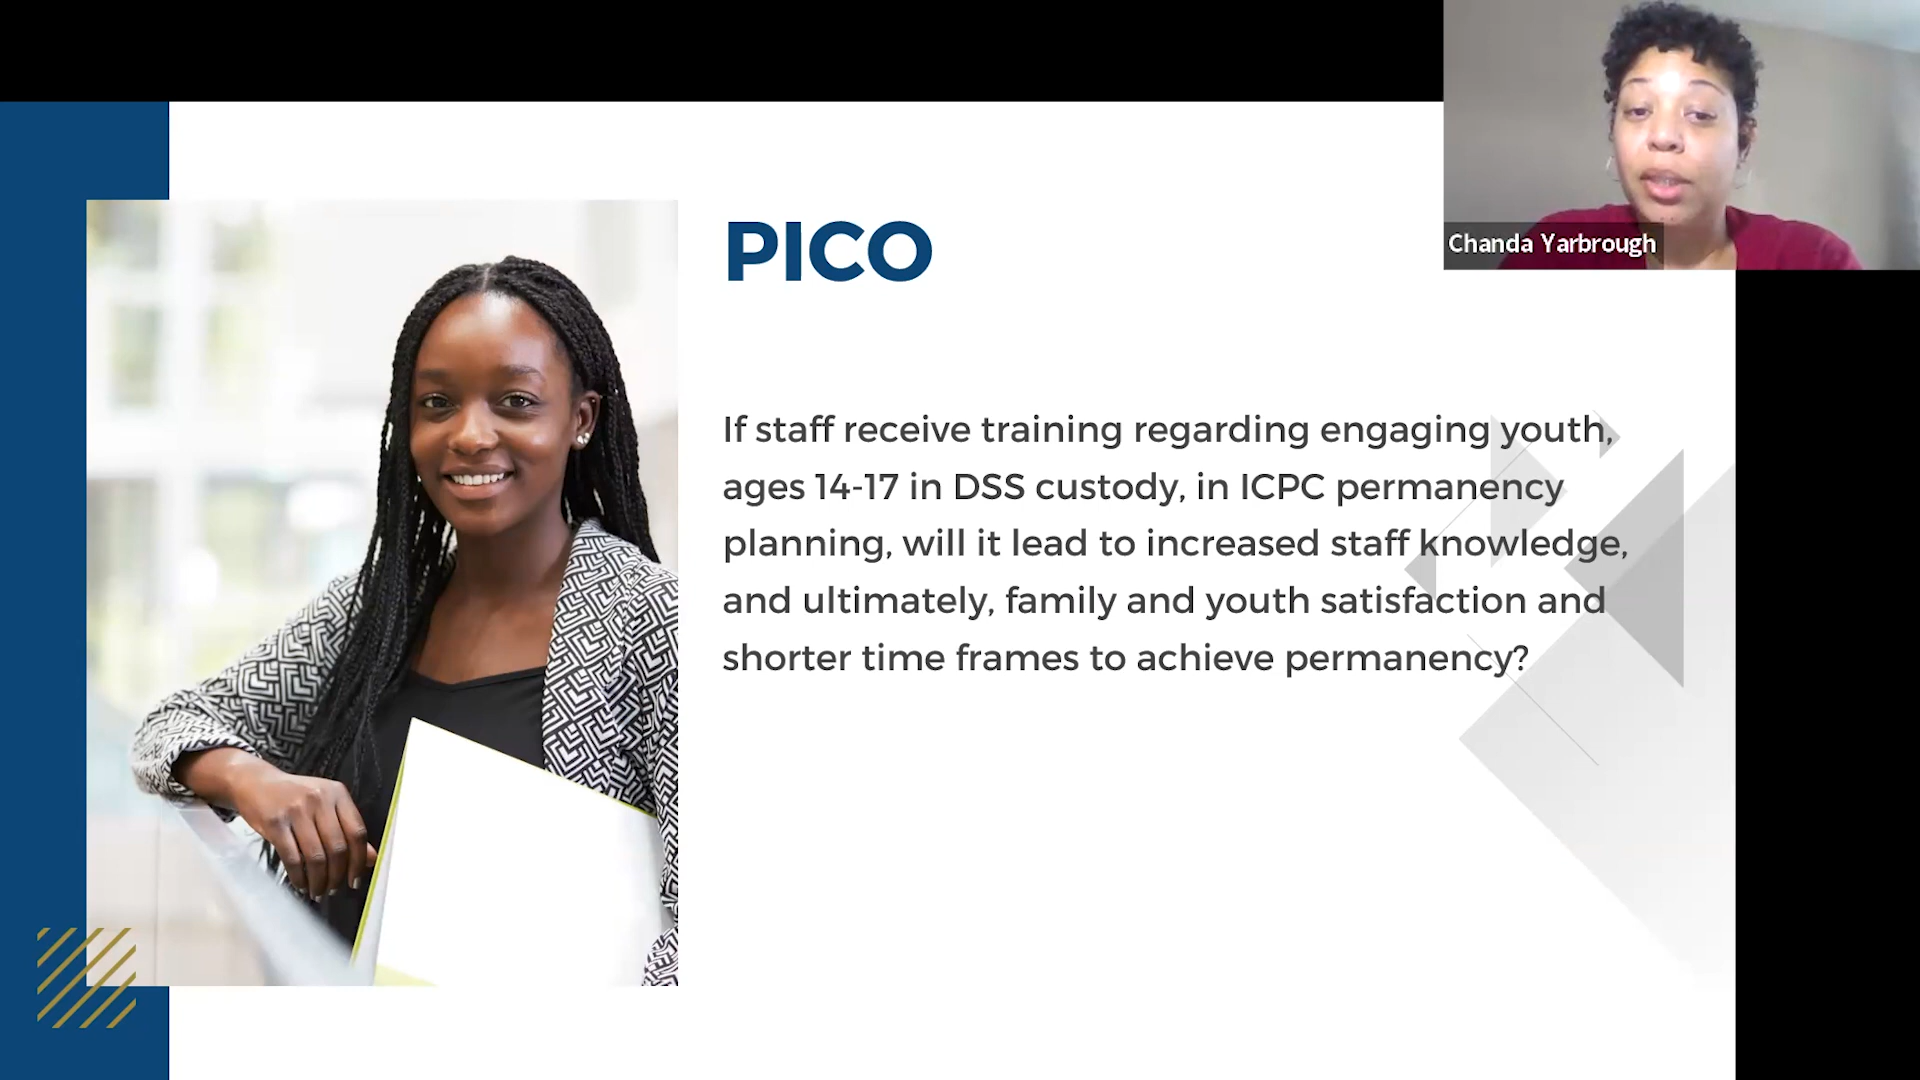 Chanda Yarbrough
PICO
If staff receive training regarding engaging youth,
ages 14-17 in DSS custody, in ICPC permanency
planning, will it lead to increased staff knowledge,
and ultimately, family and youth satisfaction and
shorter time frames to achieve permanency?